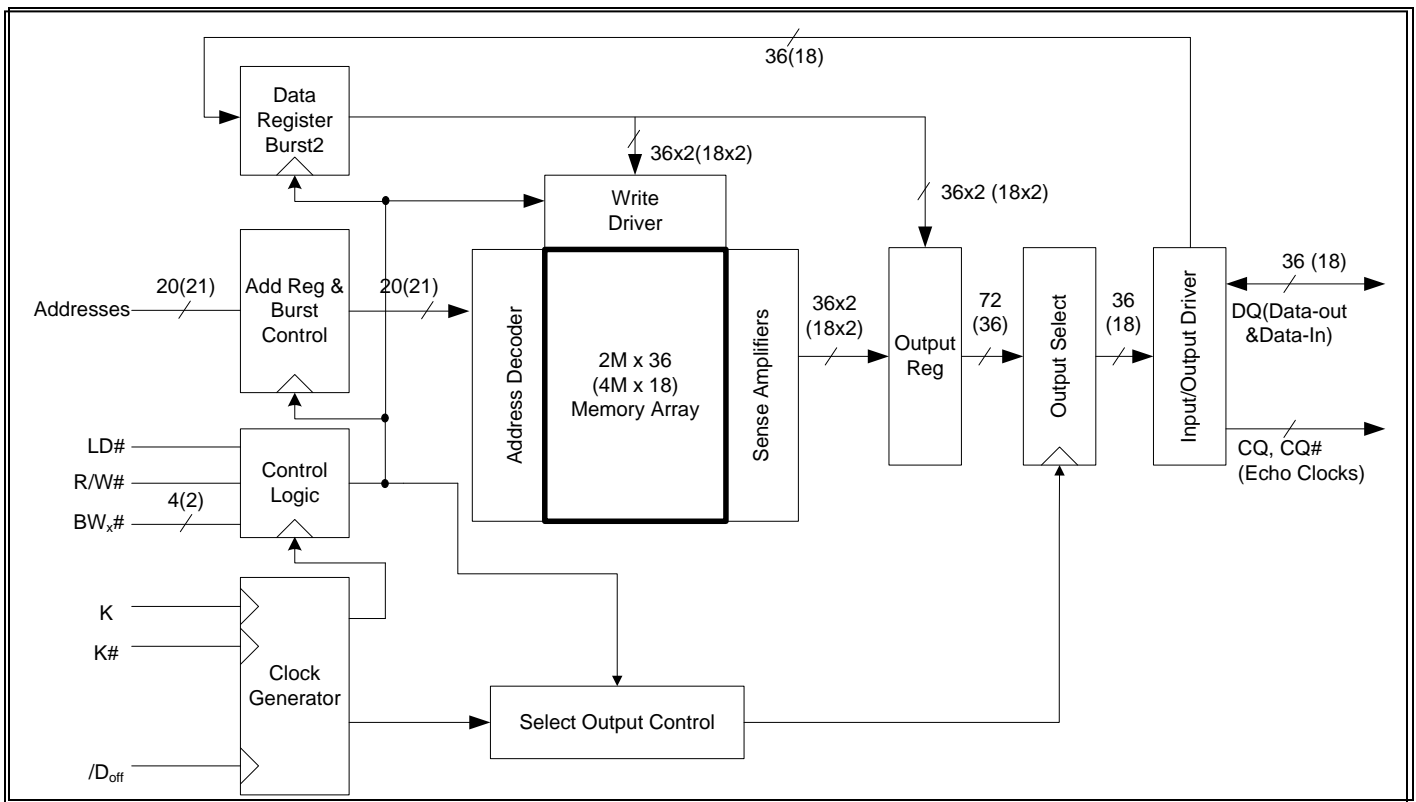 36(18)
Data
Register
Burst2
36x2(18x2)
Write
Driver
36x2 (18x2)
Addresses
20(21)
Add Reg &
Burst
Control
20(21)
Address Decoder
2M x 36
(4M x 18)
Memory Array
Sense Amplifiers
36x2
(18x2)
Output
Reg
72
(36)
Output Select
36
(18)
Input/Output Driver
36 (18)
DQ(Data-out
&Data-In)
CQ, CQ#
(Echo Clocks)
LD#
R/W#
BWx#
4(2)
Control
Logic
K
K#
/Doff
Clock
Generator
Select Output Control